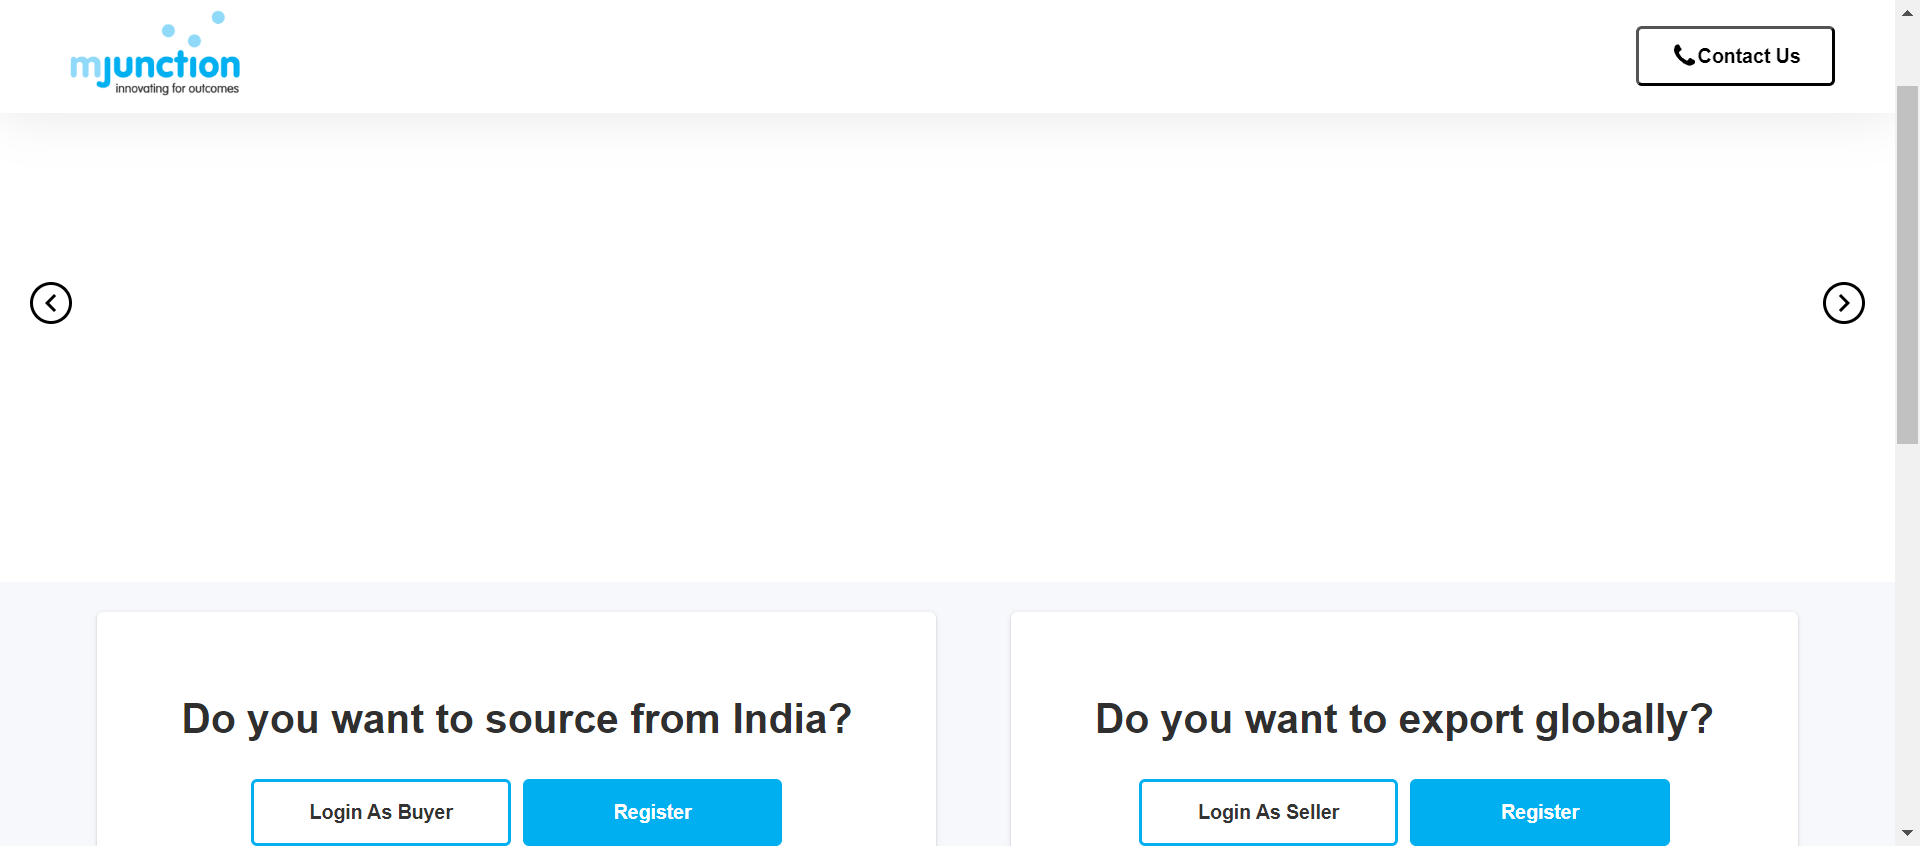 mjunction
innovating for outcomes
Contact Us
Do you want to source from India?
Login As Buyer
Register
Do you want to export globally?
Login As Seller
Register